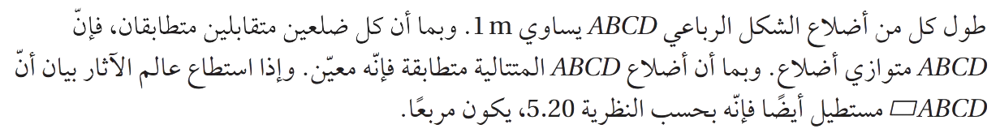 طول كل من أضلاع الشكل الرباعي ABCD يساوي 1 m. وبما أن كل ضلعين متقابلين متطابقان، فإنّ
ABCD متوازي أضلاع. وبما أن أضلاع ABCD المتتالية متطابقة فإنّه معيّن. وإذا استطاع عالم الآثار بيان أنّ
▱ABCD مستطيل أيضًا فإنّه بحسب النظرية 5.20، يكون مربعًا.